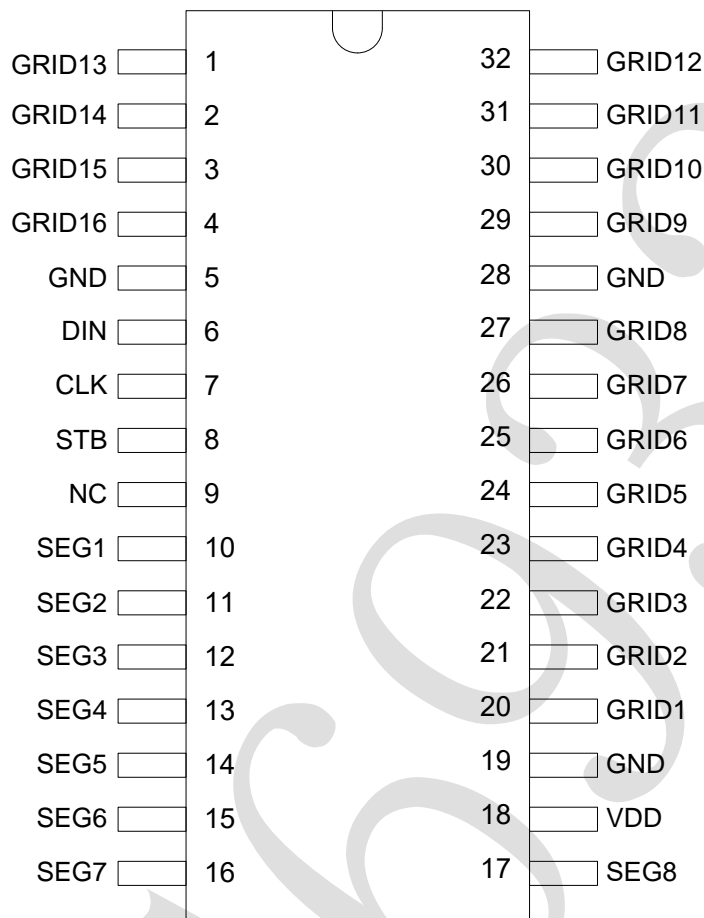 GRID13 1 32 GRID12
GRID14 2 31 GRID11
GRID15 3 30 GRID10
GRID16 4 29 GRID9
GND 5 28 GND
DIN 6 27 GRID8
CLK 7 26 GRID7
STB 8 25 GRID6
NC 9 24 GRID5
SEG1 10 23 GRID4
SEG2 11 22 GRID3
SEG3 12 21 GRID2
SEG4 13 20 GRID1
SEG5 14 19 GND
SEG6 15 18 VDD
SEG7 16 17 SEG8